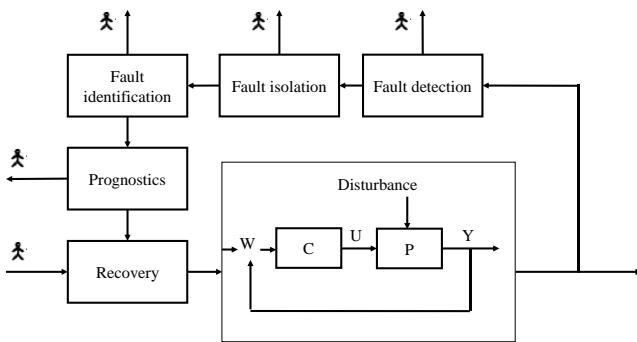 Fault
identification
Fault isolation
Fault detection
Prognostics
Disturbance
W
C
U
P
Y
Recovery